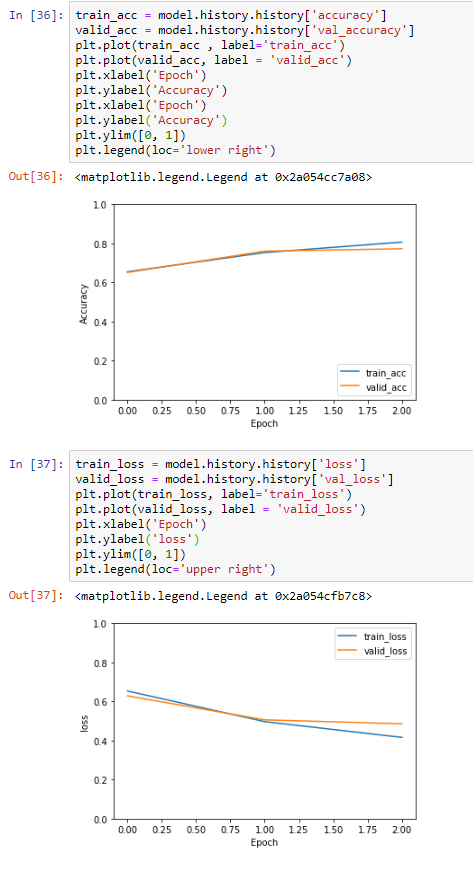 In [36]: train_acc = model.history.history['accuracy']
valid_acc = model.history.history['val_accuracy']
plt.plot(train_acc , label='train_acc')
plt.plot(valid_acc, label = 'valid_acc')
plt.xlabel('Epoch')
plt.ylabel('Accuracy')
plt.xlabel('Epoch')
plt.ylabel('Accuracy')
plt.ylim([0, 1])
plt.legend(loc='lower right')
Out[36]: <matplotlib.legend.Legend at 0x2a054cc7a08>
1.0
0.8
0.6
0.4
0.2
0.0
Accuracy
train_acc
valid_acc
0.00 0.25 0.50 0.75 1.00 1.25 1.50 1.75 2.00
Epoch
In [37]: train_loss = model.history.history['loss']
valid_loss = model.history.history['val_loss']
plt.plot(train_loss, label='train_loss')
plt.plot(valid_loss, label = 'valid_loss')
plt.xlabel('Epoch')
plt.ylabel('loss')
plt.ylim([0, 1])
plt.legend(loc='upper right')
Out[37]: <matplotlib.legend.Legend at 0x2a054cfb7c8>
1.0
0.8
0.6
0.4
0.2
0.0
loss
train_loss
valid_loss
0.00 0.25 0.50 0.75 1.00 1.25 1.50 1.75 2.00
Epoch